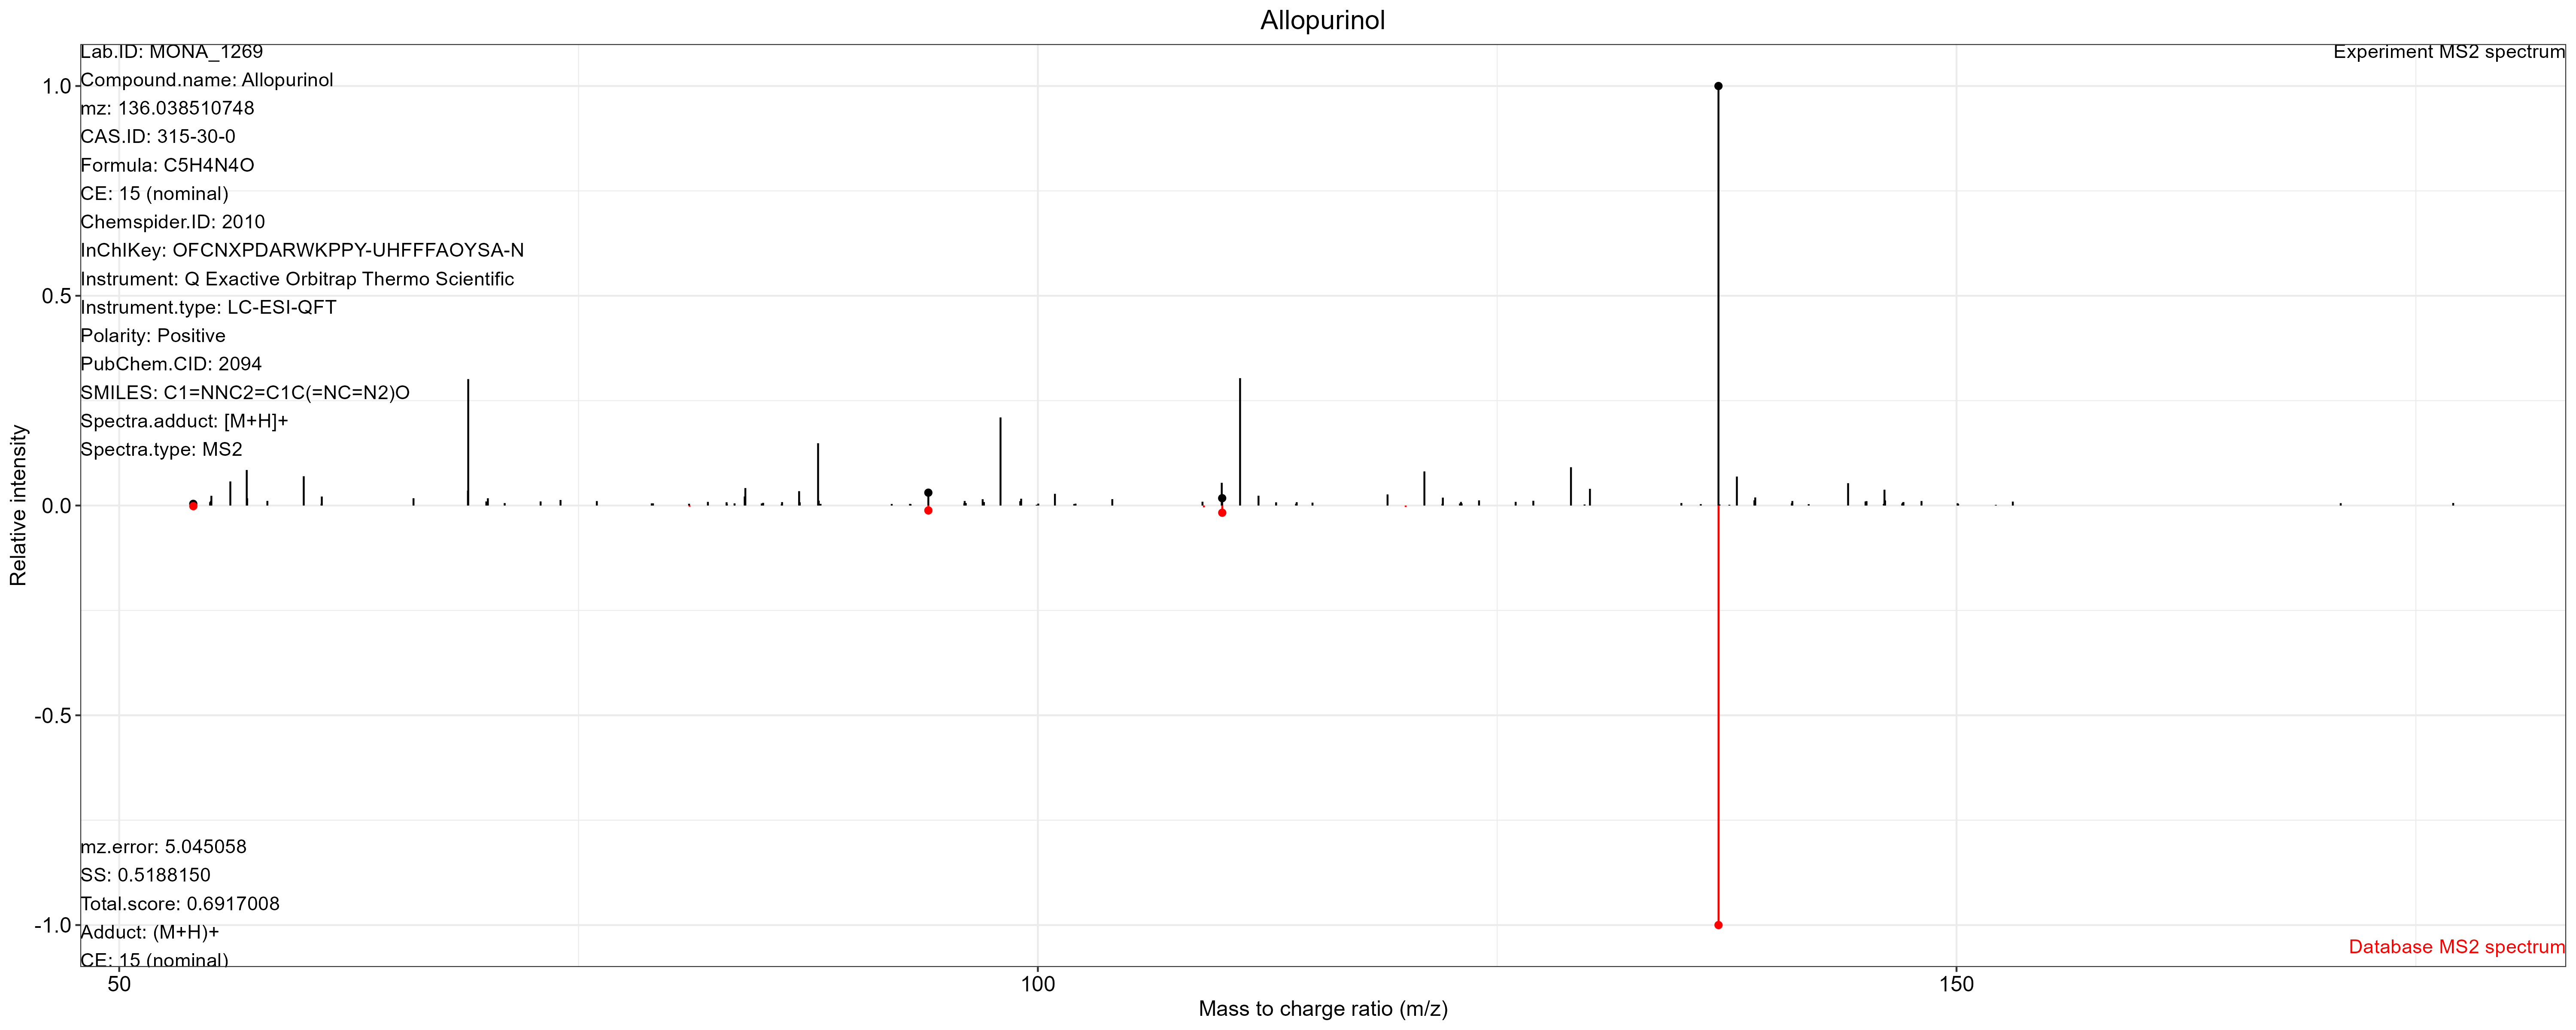 Allopurinol
Lab.ID: MONA_1269
Experiment MS2 spectrum
Compound.name: Allopurinol
mz: 136.038510748
CAS.ID: 315-30-0
Formula: C5H4N4O
CE: 15 (nominal)
Chemspider.ID: 2010
InChIKey: OFCNXPDARWKPPY-UHFFFAOYSA-N
Instrument: Q Exactive Orbitrap Thermo Scientific
Instrument.type: LC-ESI-QFT
Polarity: Positive
PubChem.CID: 2094
SMILES: C1=NNC2=C1C(=NC=N2)O
Spectra.adduct: [M+H]+
Spectra.type: MS2
1.0
0.5
0.0
-0.5
-1.0
Relative intensity
mz.error: 5.045058
SS: 0.5188150
Total.score: 0.6917008
Adduct: (M+H)+
CE: 15 (nominal)
Database MS2 spectrum
50
100
150
Mass to charge ratio (m/z)